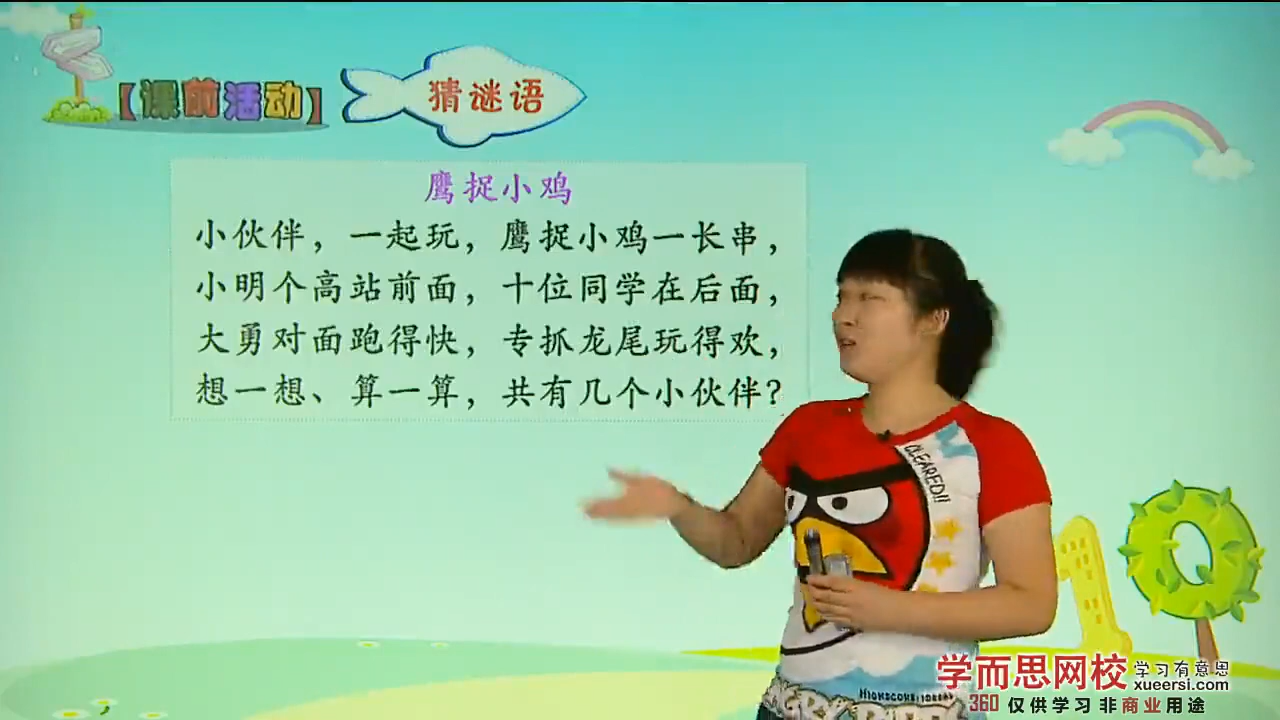 【课前活动】
猜谜语
鹰捉小鸡
小伙伴，一起玩，鹰捉小鸡一长串，
小明个高站前面，十位同学在后面，
大勇对面跑得快，专抓龙尾玩得欢，
想一想、算一算，共有几个小伙伴？
CLEARED!!
HIGHSCORE:
ANGRY BIRDS
10
学而思网校 学习有意思
xueersi.com
360 仅供学习 非商业用途